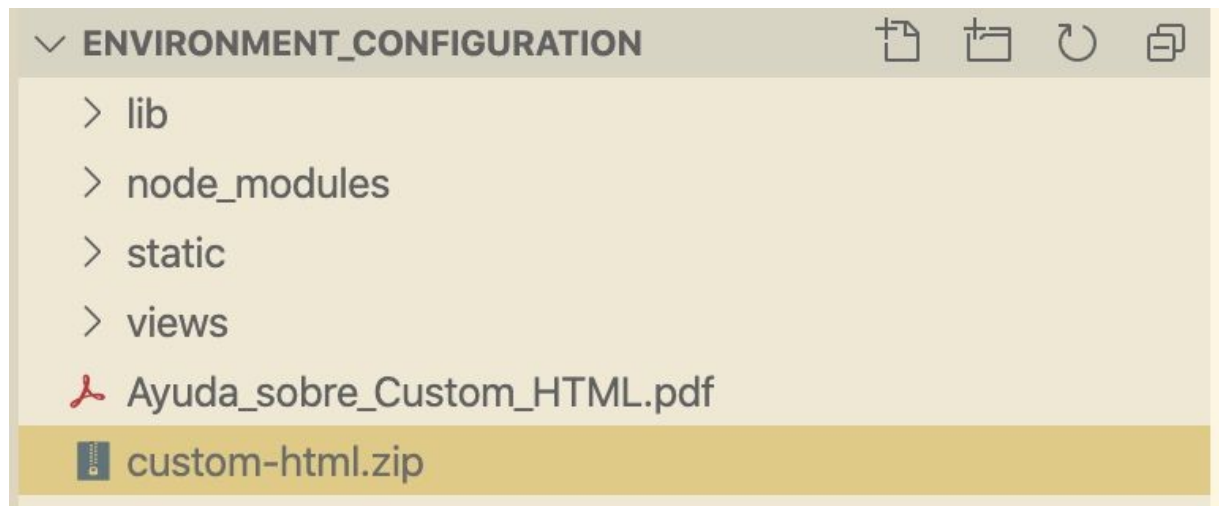 ENVIRONMENT_CONFIGURATION
lib
node_modules
static
views
Ayuda_sobre_Custom_HTML.pdf
custom-html.zip